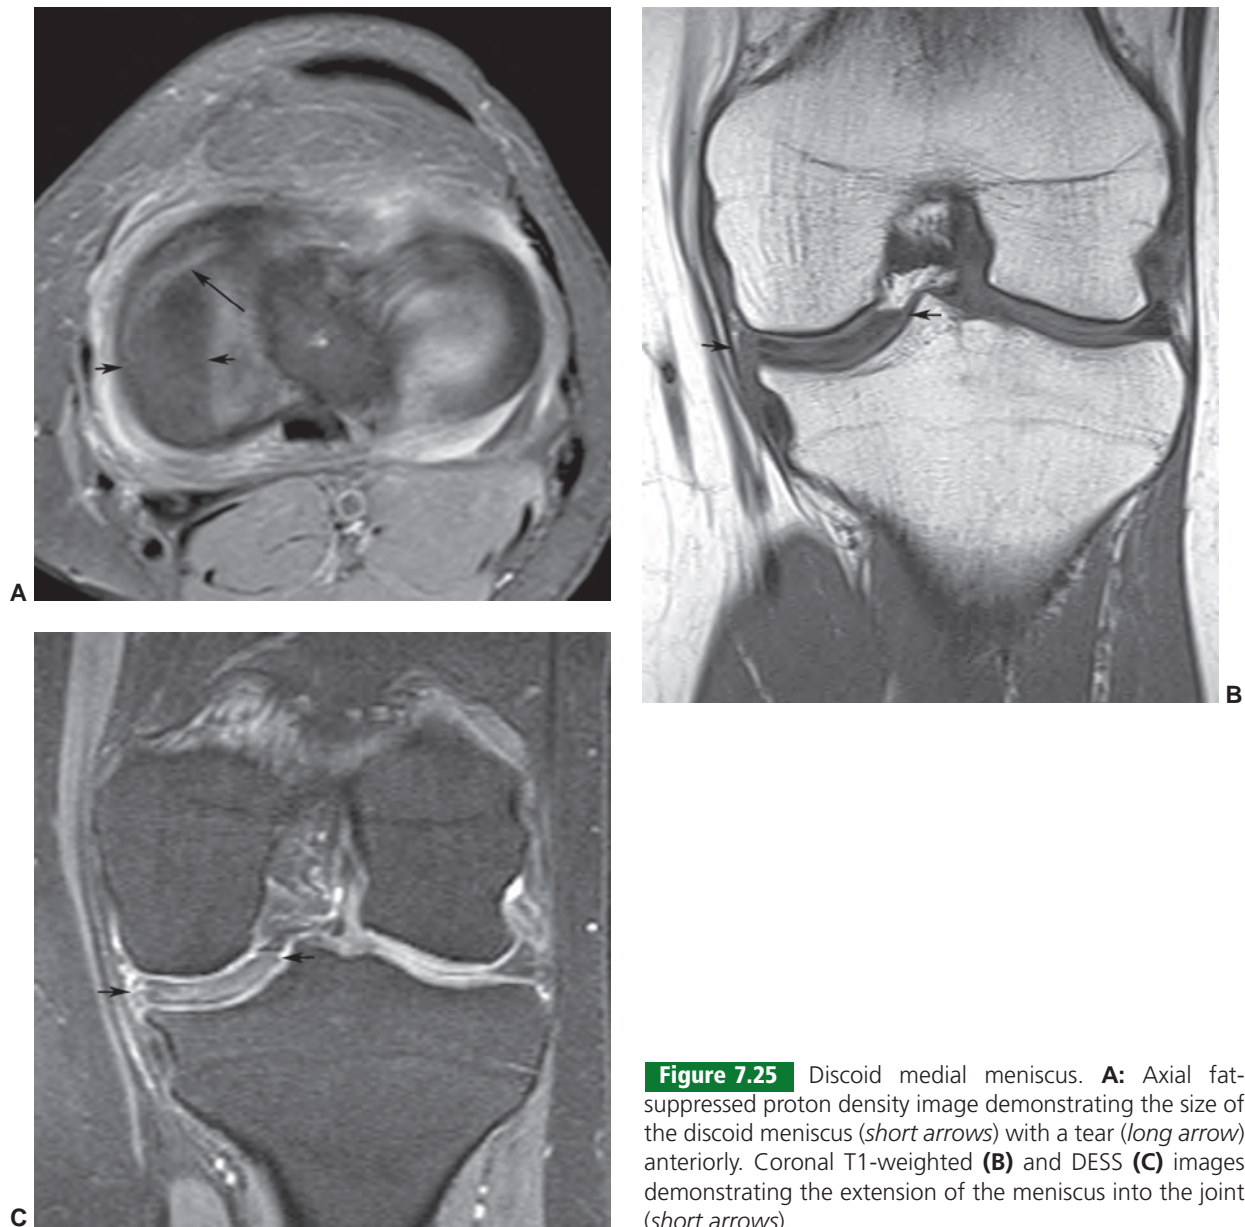 A
B
C
Figure 7.25 Discoid medial meniscus. A: Axial fat-
suppressed proton density image demonstrating the size of
the discoid meniscus (short arrows) with a tear (long arrow)
anteriorly. Coronal T1-weighted (B) and DESS (C) images
demonstrating the extension of the meniscus into the joint
(short arrows)